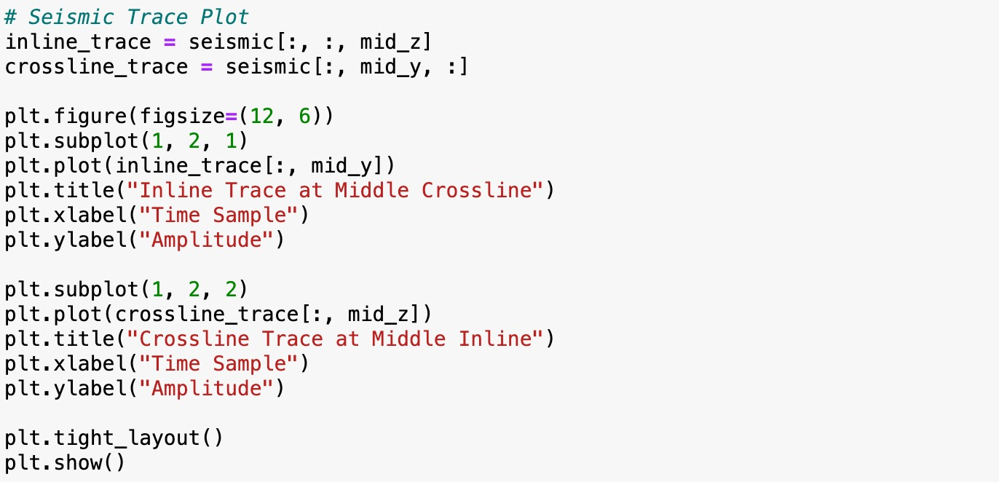 # Seismic Trace Plot
inline_trace = seismic[:, :, mid_z]
crossline_trace = seismic[:, mid_y, :]
plt.figure(figsize=(12, 6))
plt.subplot(1, 2, 1)
plt.plot(inline_trace[:, mid_y])
plt.title("Inline Trace at Middle Crossline")
plt.xlabel("Time Sample")
plt.ylabel("Amplitude")
plt.subplot(1, 2, 2)
plt.plot(crossline_trace[:, mid_z])
plt.title("Crossline Trace at Middle Inline")
plt.xlabel("Time Sample")
plt.ylabel("Amplitude")
plt.tight_layout()
plt.show()